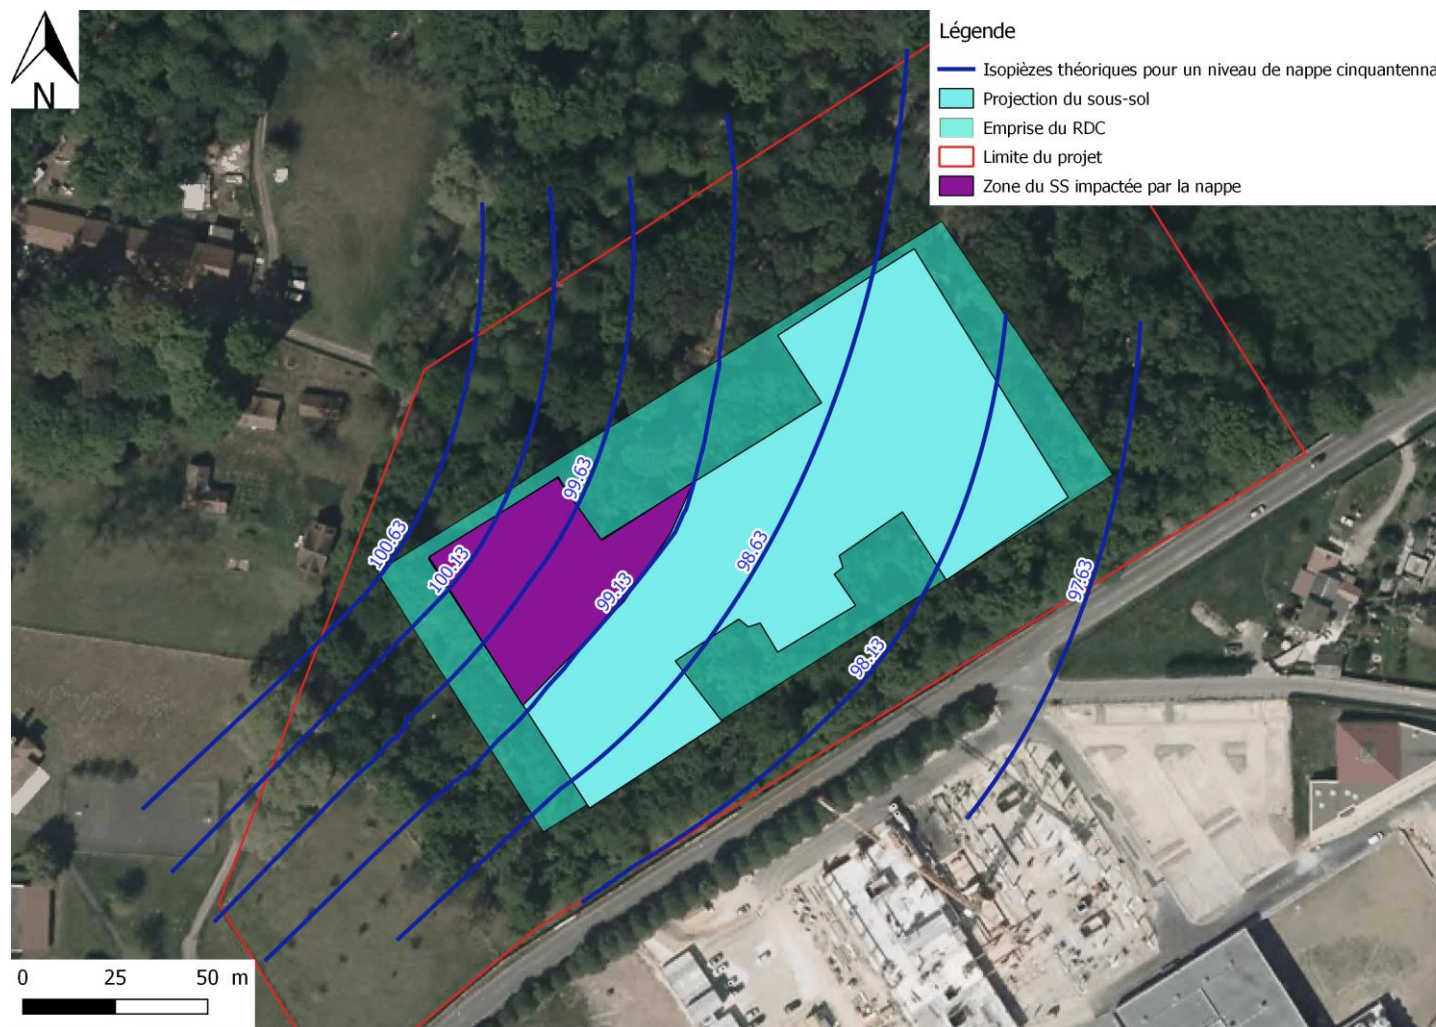 N
Légende
Isopièzes théoriques pour un niveau de nappe cinquantenna
Projection du sous-sol
Emprise du RDC
Limite du projet
Zone du SS impactée par la nappe
100.63
100.13
99.63
99.13
98.63
98.13
97.63
0 25 50 m